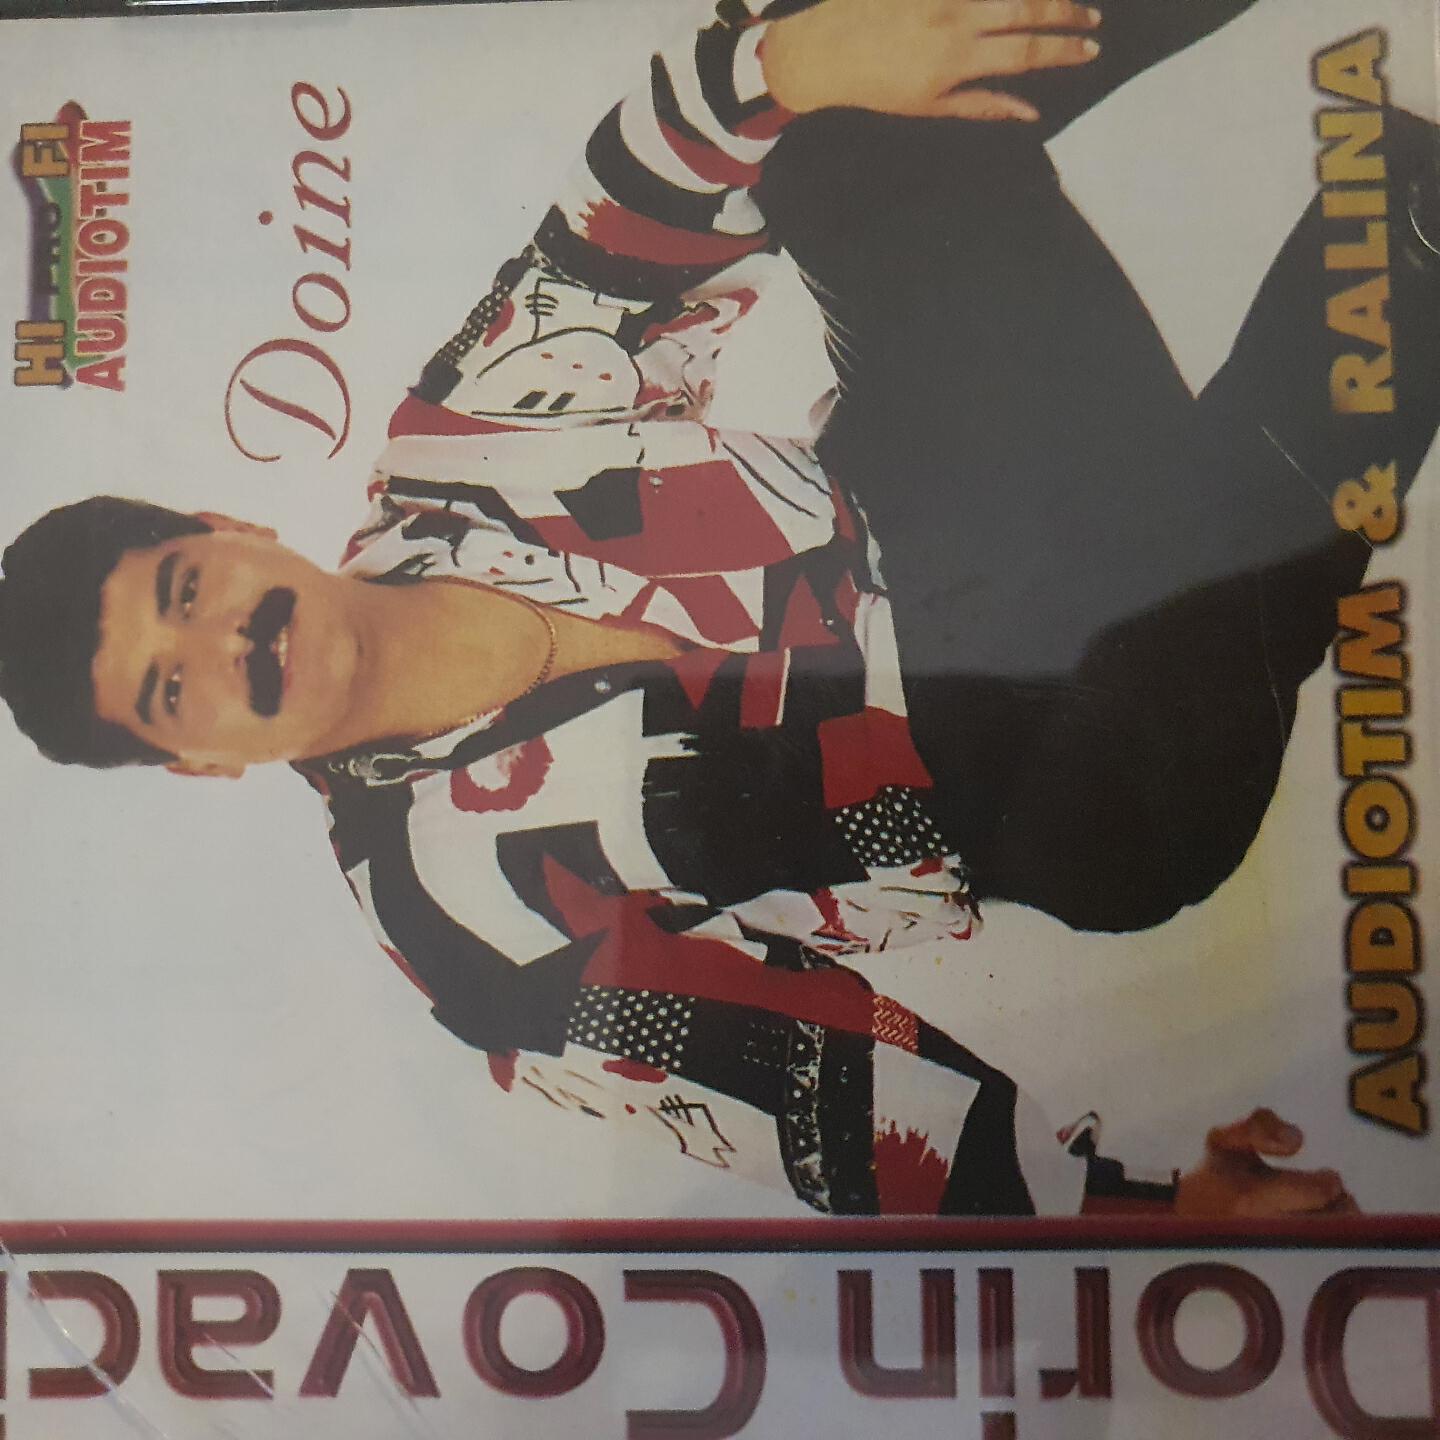 HI FI
AUDIOTIM
Doine
AUDIOTIM & RALINA
Dorin Covaci